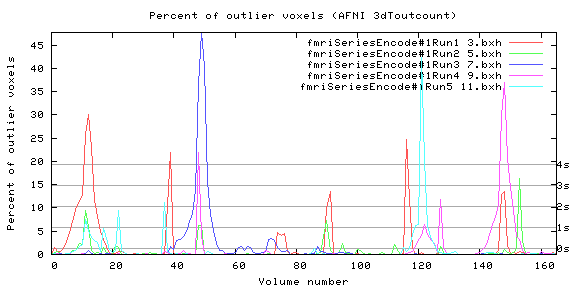 Percent of outlier voxels (AFNI 3dToutcount)
fmriSeriesEncode#1Run1 3.bxh
fmriSeriesEncode#1Run2 5.bxh
fmriSeriesEncode#1Run3 7.bxh
fmriSeriesEncode#1Run4 9.bxh
fmriSeriesEncode#1Run5 11.bxh
Percent of outlier voxels
45
40
35
30
25
20
15
10
5
0
4s
3s
2s
1s
0s
0 20 40 60 80 100 120 140 160
Volume number